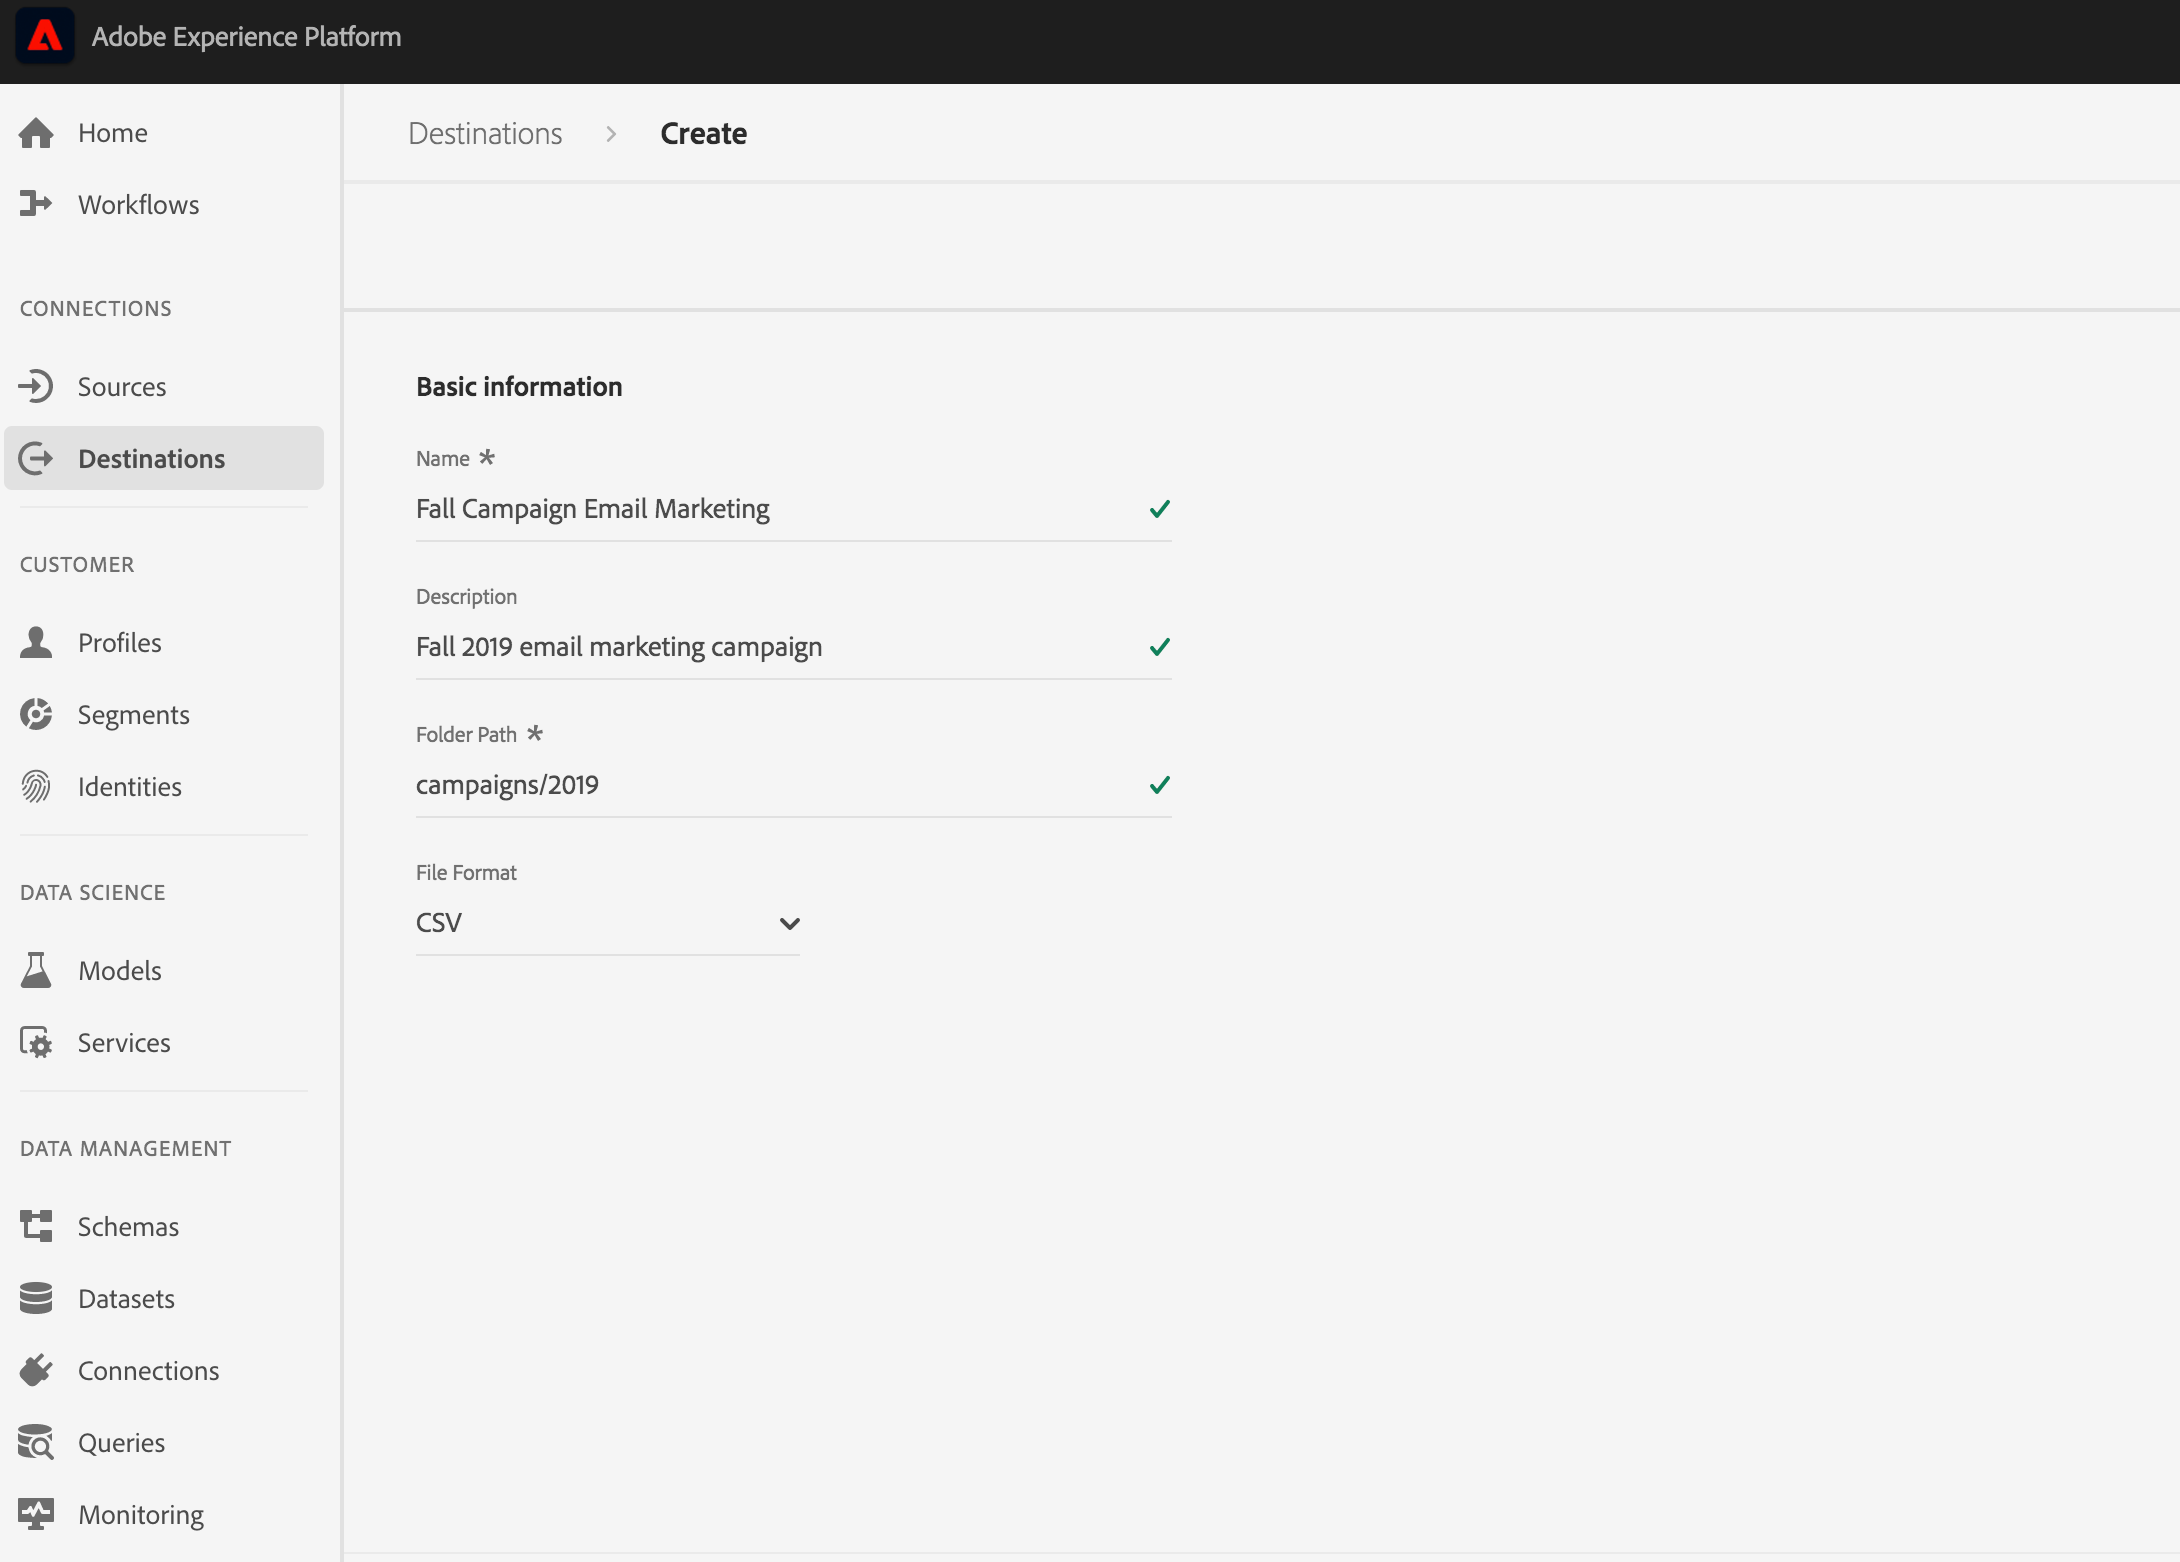 Adobe Experience Platform
Home
Workflows
CONNECTIONS
Sources
Destinations
CUSTOMER
Profiles
Segments
Identities
DATA SCIENCE
Models
Services
DATA MANAGEMENT
Schemas
Datasets
Connections
Queries
Monitoring
Destinations > Create
Basic information
Name *
Fall Campaign Email Marketing
Description
Fall 2019 email marketing campaign
Folder Path *
campaigns/2019
File Format
CSV